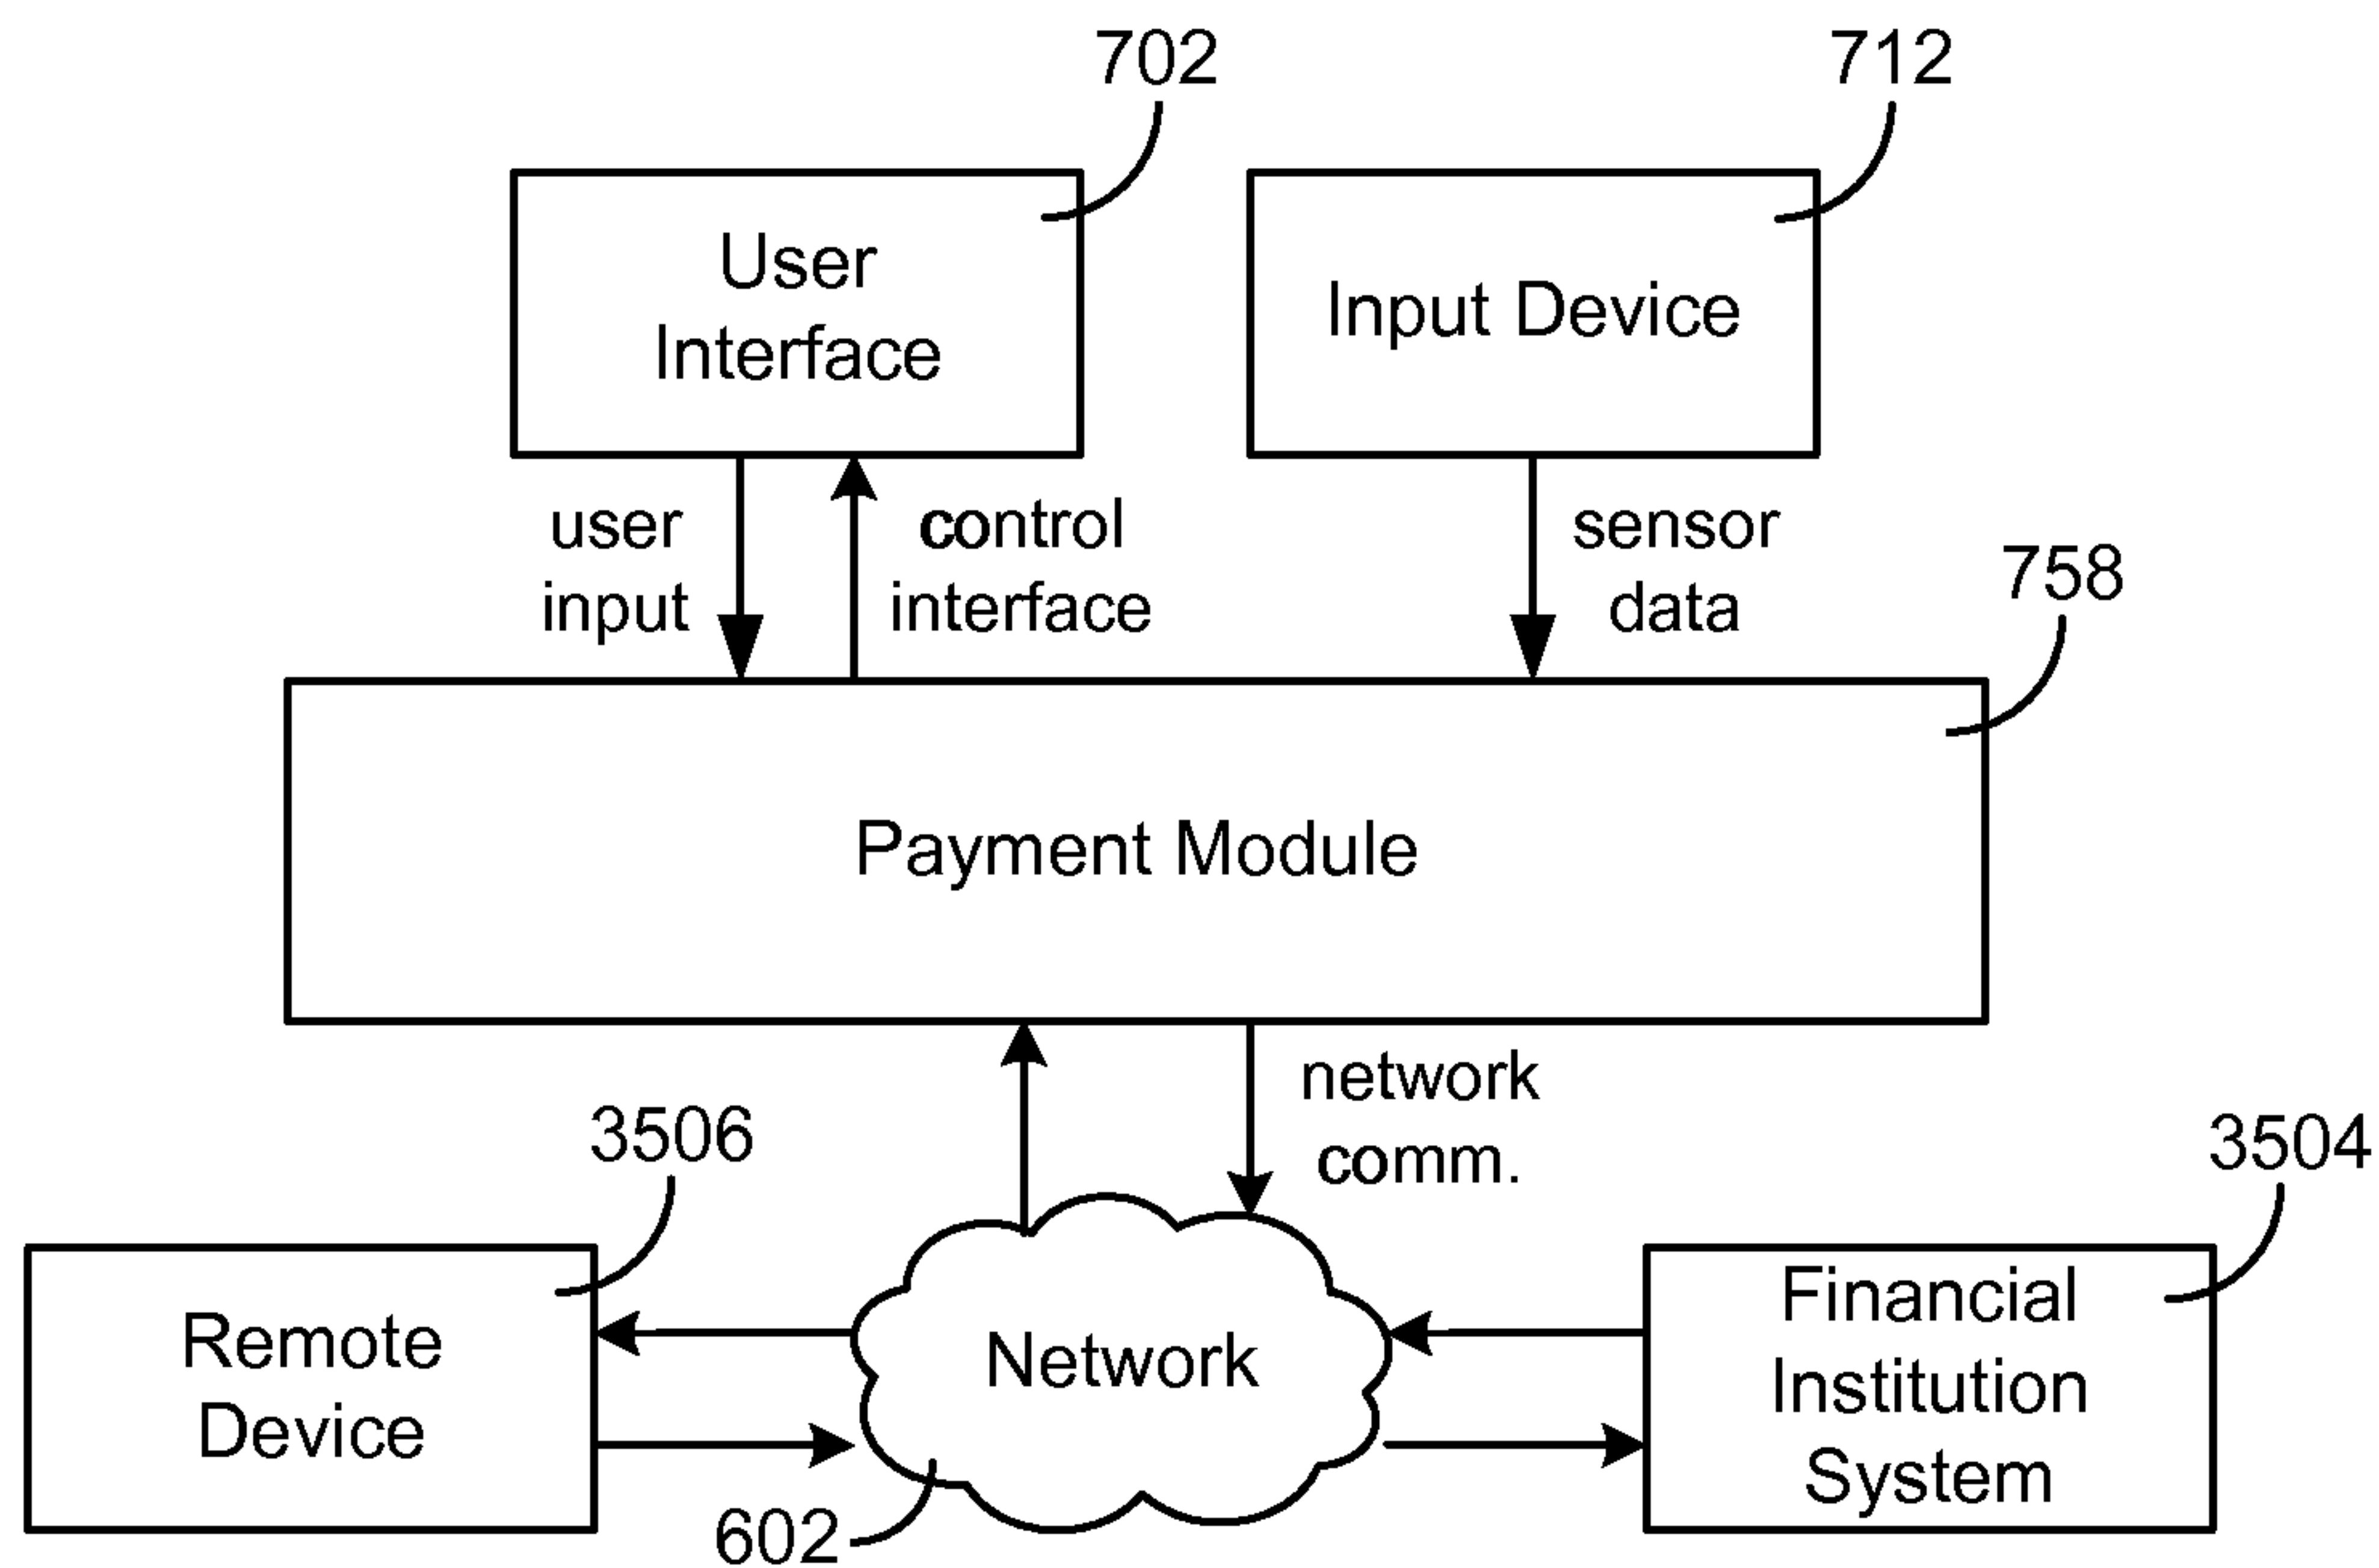 702
712
User
Interface
Input Device
user
input
control
interface
sensor
data
758
Payment Module
network
comm.
3506
3504
Remote
Device
Network
Financial
Institution
System
602